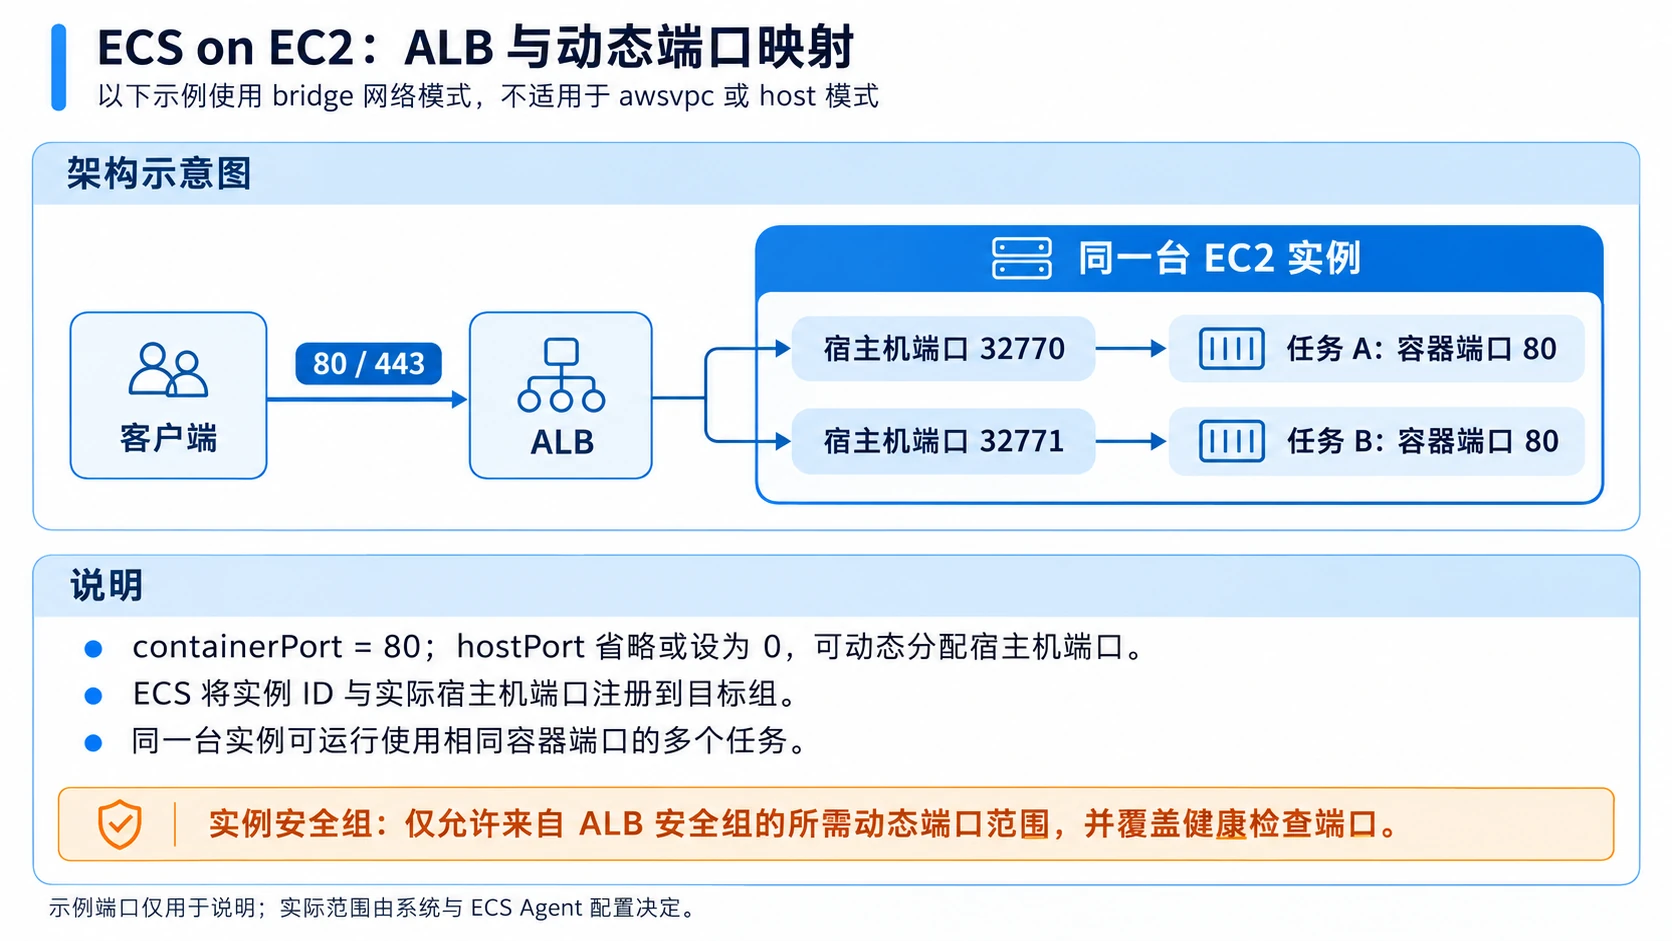 ECS on EC2：ALB 与动态端口映射
以下示例使用 bridge 网络模式，不适用于 awsvpc 或 host 模式
架构示意图
客户端
80 / 443
ALB
同一台 EC2 实例
宿主机端口 32770
任务 A: 容器端口 80
宿主机端口 32771
任务 B: 容器端口 80
说明
containerPort = 80；hostPort 省略或设为 0，可动态分配宿主机端口。
ECS 将实例 ID 与实际宿主机端口注册到目标组。
同一台实例可运行使用相同容器端口的多个任务。
实例安全组：仅允许来自 ALB 安全组的所需动态端口范围，并覆盖健康检查端口。
示例端口仅用于说明；实际范围由系统与 ECS Agent 配置决定。